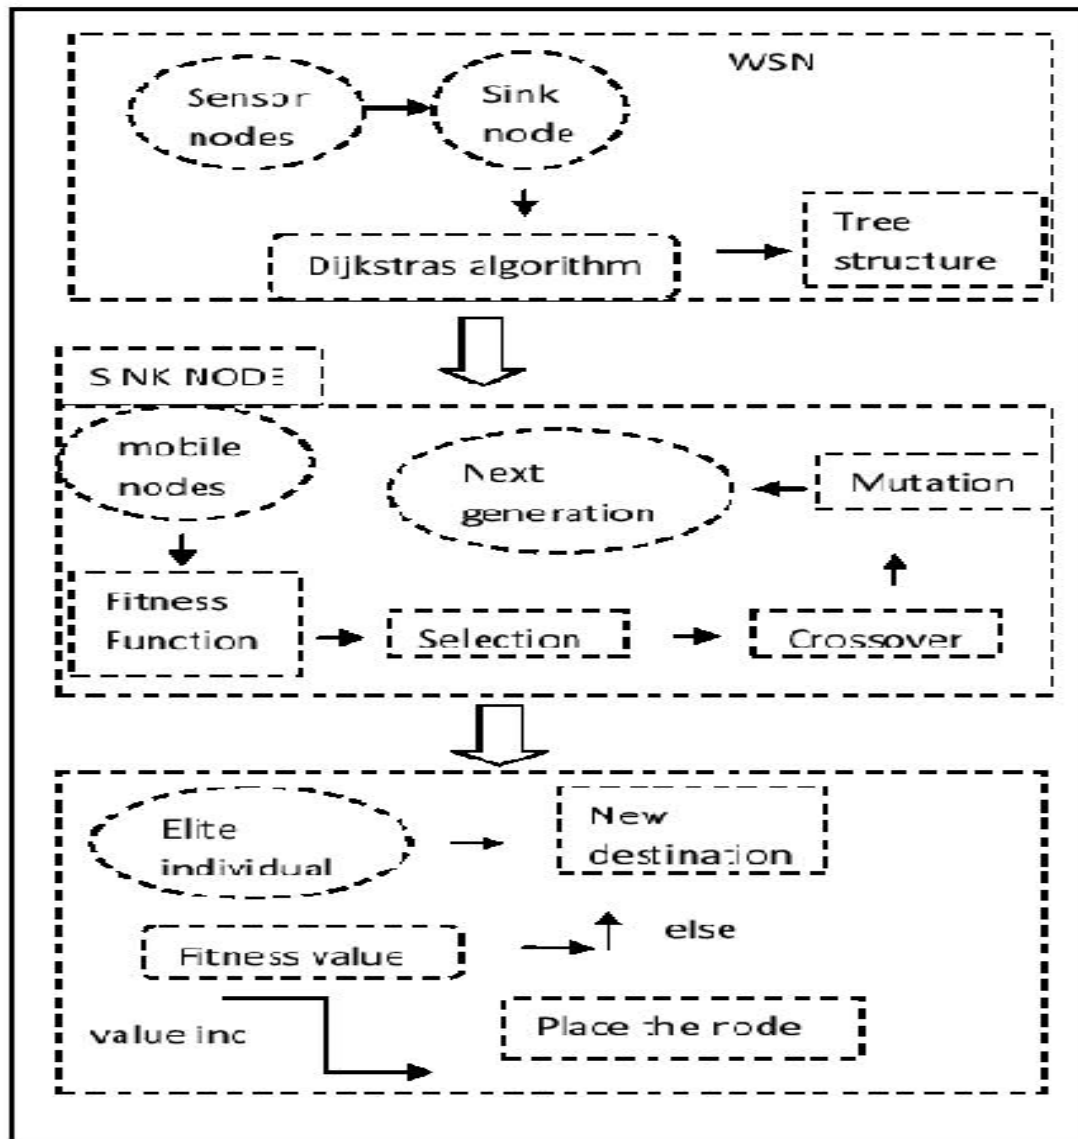 WSN
Sensor
nodes
Sink
node
Dijkstras algorithm
Tree
structure
SINK NODE
mobile
nodes
Next
generation
Mutation
Fitness
Function
Selection
Crossover
Elite
individual
New
destination
else
Fitness value
value inc
Place the node